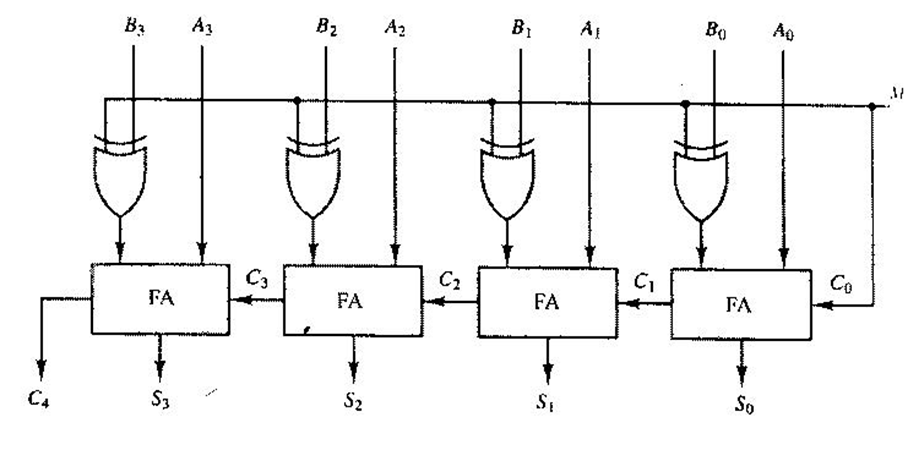 B3 A3 B2 A2 B1 A1 B0 A0
M
C3 C2 C1 C0
FA FA FA FA
C4 S3 S2 S1 S0